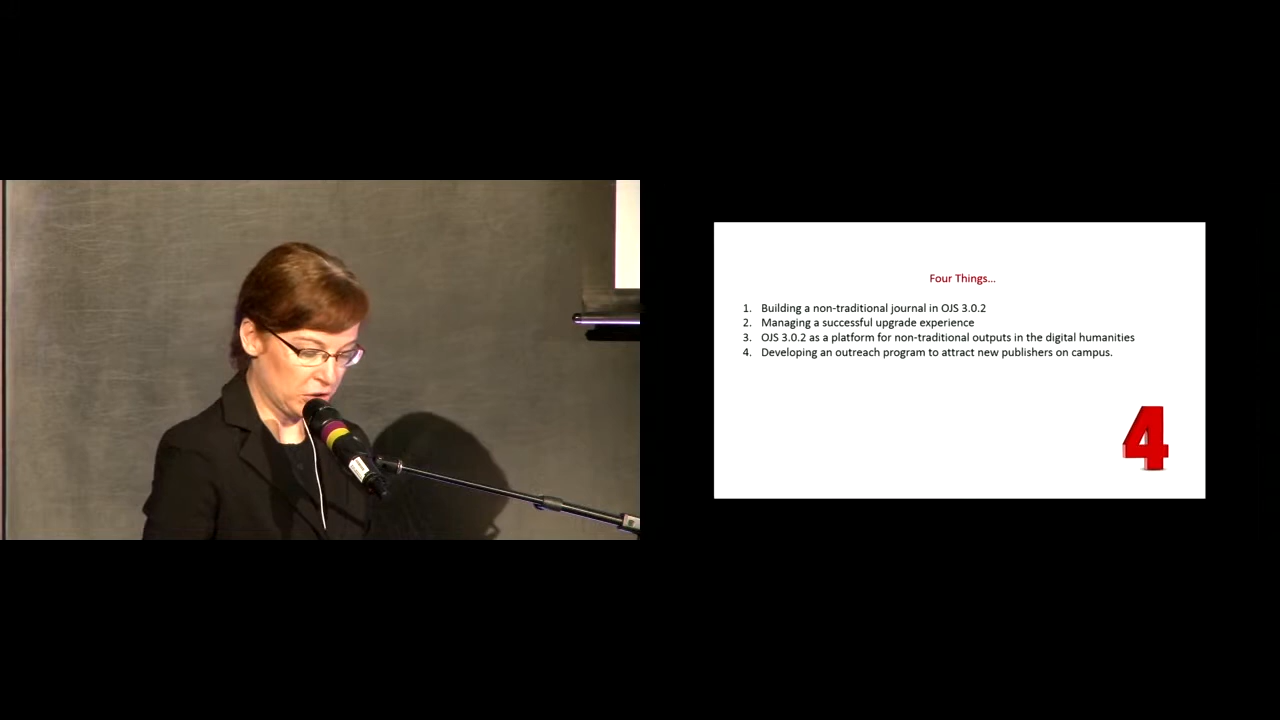 Four Things...
1. Building a non-traditional journal in OJS 3.0.2
2. Managing a successful upgrade experience
3. OJS 3.0.2 as a platform for non-traditional outputs in the digital humanities
4. Developing an outreach program to attract new publishers on campus.
4